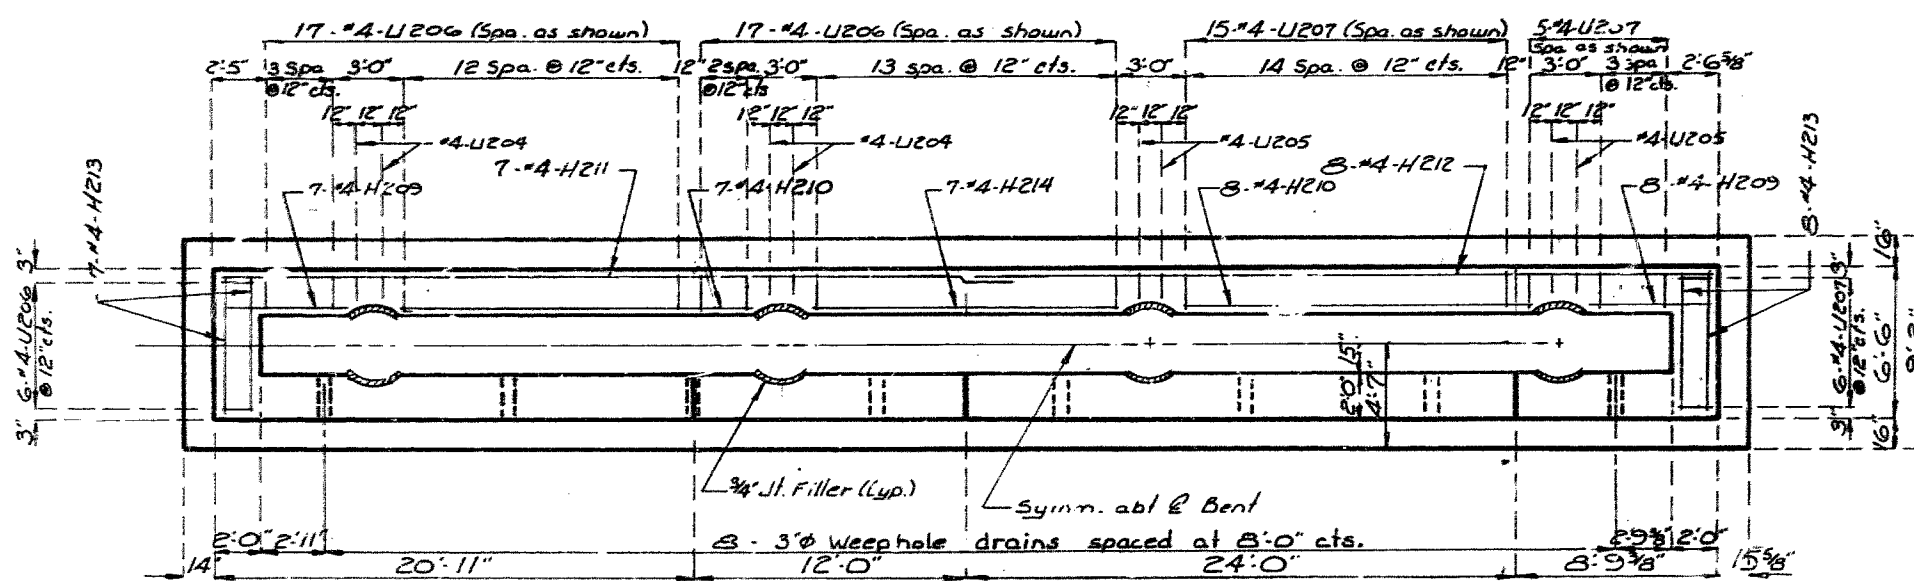 17-#4-U206 (Spa. as shown) 17-#4-U206 (Spa. as shown) 15-#4-U207 (Spa as shown) 5-#4-U207
Spa as shown
2'-5" 3 Spa 3'-0" 12 Spa. @ 12" cts. 12" 2 spa. 3'-0" 13 spa. @ 12" cts. 3'-0" 14 Spa. @ 12" cts. 12" 3'-0" 3 spa 2'-6 5/8"
@ 12" cts. @ 12" cts. @ 12" cts.
12" 12" 12" 12" 12" 12" 12" 12" 12" 12" 12" 12"
#4-U204 #4-U204 #4-U205 #4-U205
7-#4-H213 7-#4-H211 8-#4-H212 8-#4-H213
7-#4-H209 7-#4-H210 7-#4-H214 8-#4-H210 8-#4-H209
3" 6-#4-U206 @ 12" cts. 3"
3" 6-#4-U207 @ 12" cts. 3"
16" 6'-6" 16"
2'-0" 15" 4'-7"
3/4" Jt. Filler (typ.)
Symm. abt ℄ Bent
2'-0" 2'-11" 8 - 3"ø Weephole drains spaced at 8'-0" cts. 2'-9 3/8" 2'-0"
14" 20'-11" 12'-0" 24'-0" 8'-9 3/8" 15 5/8"